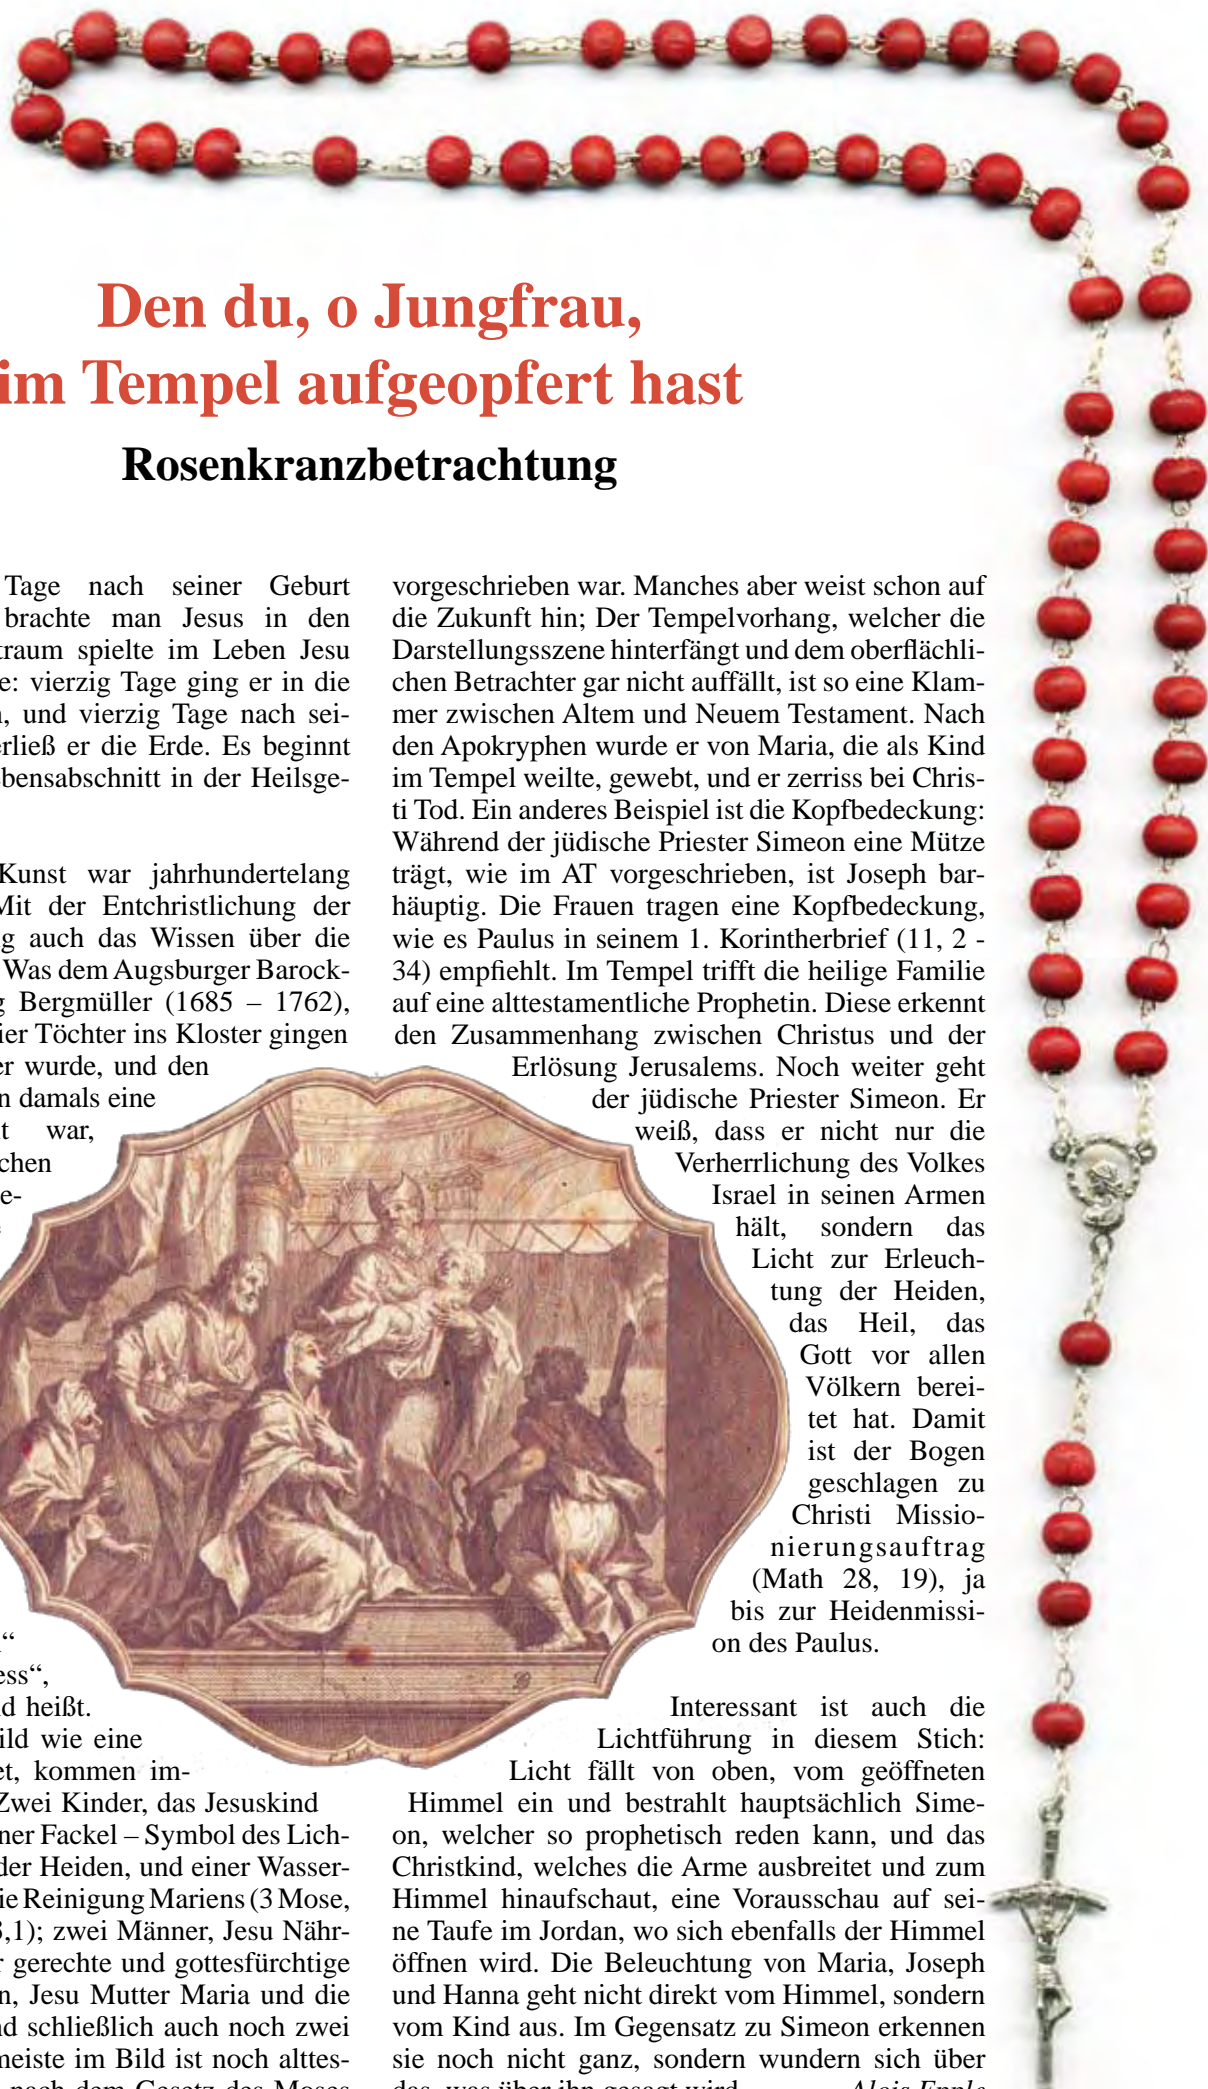 Den du, o Jungfrau,
im Tempel aufgeopfert hast
Rosenkranzbetrachtung
Tage nach seiner Geburt
brachte man Jesus in den
traum spielte im Leben Jesu
e: vierzig Tage ging er in die
, und vierzig Tage nach sei-
erließ er die Erde. Es beginnt
ebensabschnitt in der Heilsge-
Kunst war jahrhundertelang
Mit der Entchristlichung der
g auch das Wissen über die
Was dem Augsburger Barock-
g Bergmüller (1685 – 1762),
ier Töchter ins Kloster gingen
er wurde, und den
n damals eine
t war,
chen
e-
“
ess“,
d heißt.
ild wie eine
et, kommen im-
Zwei Kinder, das Jesuskind
ner Fackel – Symbol des Lich-
der Heiden, und einer Wasser-
ie Reinigung Mariens (3 Mose,
8,1); zwei Männer, Jesu Nähr-
r gerechte und gottesfürchtige
n, Jesu Mutter Maria und die
nd schließlich auch noch zwei
meiste im Bild ist noch alttes-
nach dem Gesetz des Moses
vorgeschrieben war. Manches aber weist schon auf
die Zukunft hin; Der Tempelvorhang, welcher die
Darstellungsszene hinterfängt und dem oberflächli-
chen Betrachter gar nicht auffällt, ist so eine Klam-
mer zwischen Altem und Neuem Testament. Nach
den Apokryphen wurde er von Maria, die als Kind
im Tempel weilte, gewebt, und er zerriss bei Chris-
ti Tod. Ein anderes Beispiel ist die Kopfbedeckung:
Während der jüdische Priester Simeon eine Mütze
trägt, wie im AT vorgeschrieben, ist Joseph bar-
häuptig. Die Frauen tragen eine Kopfbedeckung,
wie es Paulus in seinem 1. Korintherbrief (11, 2 -
34) empfiehlt. Im Tempel trifft die heilige Familie
auf eine alttestamentliche Prophetin. Diese erkennt
den Zusammenhang zwischen Christus und der
Erlösung Jerusalems. Noch weiter geht
der jüdische Priester Simeon. Er
weiß, dass er nicht nur die
Verherrlichung des Volkes
Israel in seinen Armen
hält, sondern das
Licht zur Erleuch-
tung der Heiden,
das Heil, das
Gott vor allen
Völkern berei-
tet hat. Damit
ist der Bogen
geschlagen zu
Christi Missio-
nierungsauftrag
(Math 28, 19), ja
bis zur Heidenmissi-
on des Paulus.
Interessant ist auch die
Lichtführung in diesem Stich:
Licht fällt von oben, vom geöffneten
Himmel ein und bestrahlt hauptsächlich Sime-
on, welcher so prophetisch reden kann, und das
Christkind, welches die Arme ausbreitet und zum
Himmel hinaufschaut, eine Vorausschau auf sei-
ne Taufe im Jordan, wo sich ebenfalls der Himmel
öffnen wird. Die Beleuchtung von Maria, Joseph
und Hanna geht nicht direkt vom Himmel, sondern
vom Kind aus. Im Gegensatz zu Simeon erkennen
sie noch nicht ganz, sondern wundern sich über
das, was über ihn gesagt wird. Alois Epple